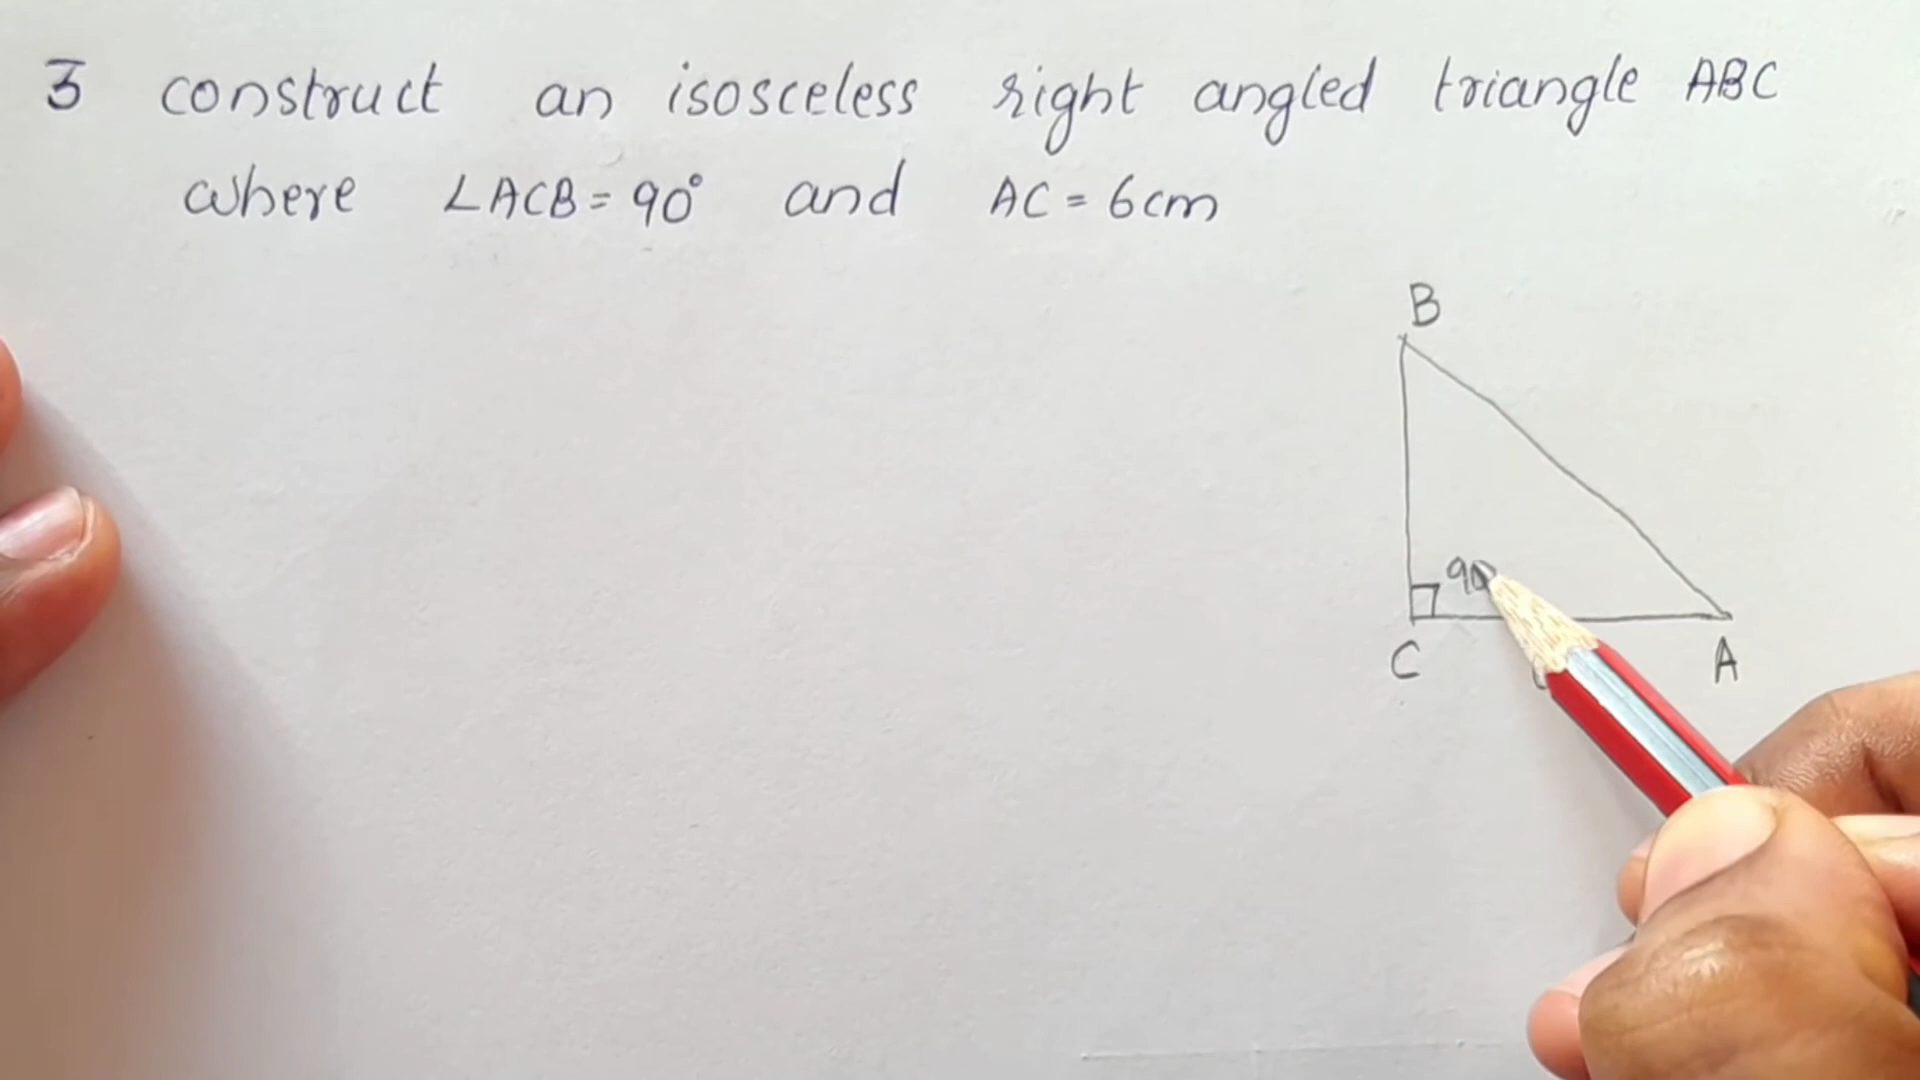 3 construct an isosceless right angled triangle ABC
where ∠ACB = 90° and AC = 6cm
B
90
C A